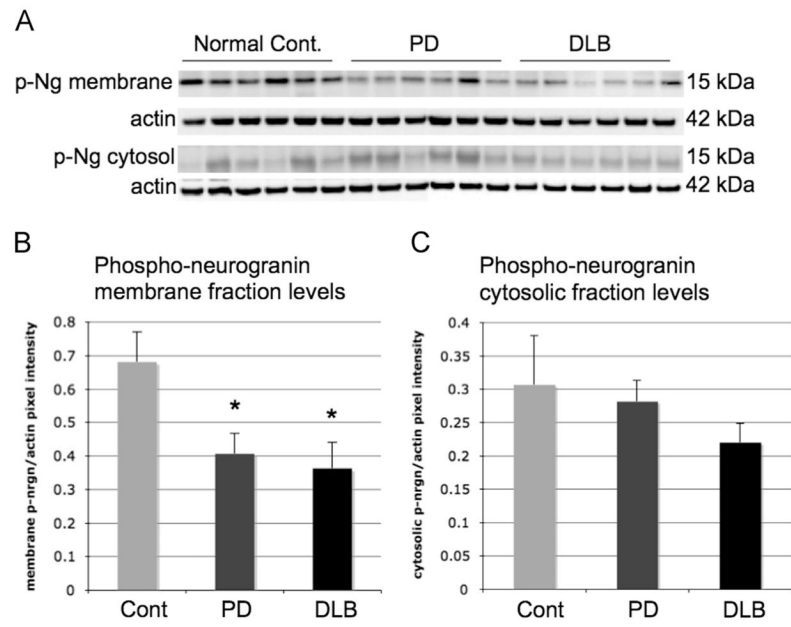 A
Normal Cont. PD DLB
p-Ng membrane 15 kDa
actin 42 kDa
p-Ng cytosol 15 kDa
actin 42 kDa
B
Phospho-neurogranin
membrane fraction levels
membrane p-nrgn/actin pixel intensity
0.8
0.7
0.6
0.5
0.4
0.3
0.2
0.1
0
*
*
Cont PD DLB
C
Phospho-neurogranin
cytosolic fraction levels
cytosolic p-nrgn/actin pixel intensity
0.4
0.35
0.3
0.25
0.2
0.15
0.1
0.05
0
Cont PD DLB